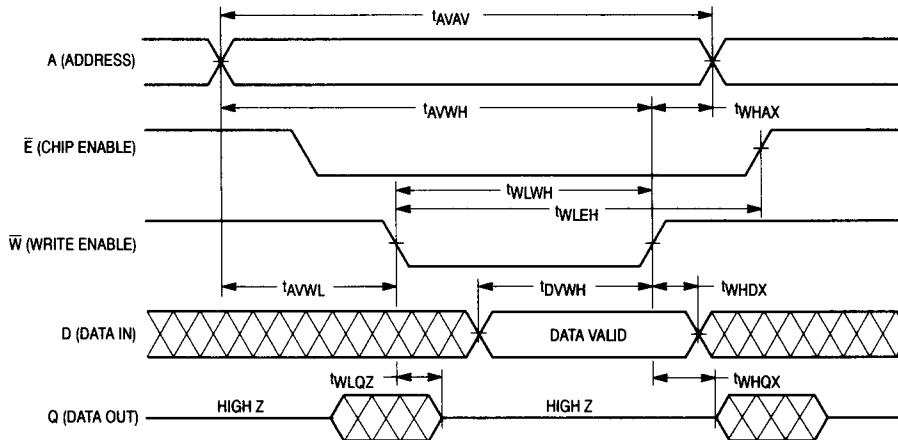 tAVAV
A (ADDRESS)
tAVWH
tWHAX
E̅ (CHIP ENABLE)
tWLWH
tWLEH
W̅ (WRITE ENABLE)
tAVWL
tDVWH
tWHDX
D (DATA IN)
DATA VALID
tWLQZ
tWHQX
Q (DATA OUT)
HIGH Z
HIGH Z